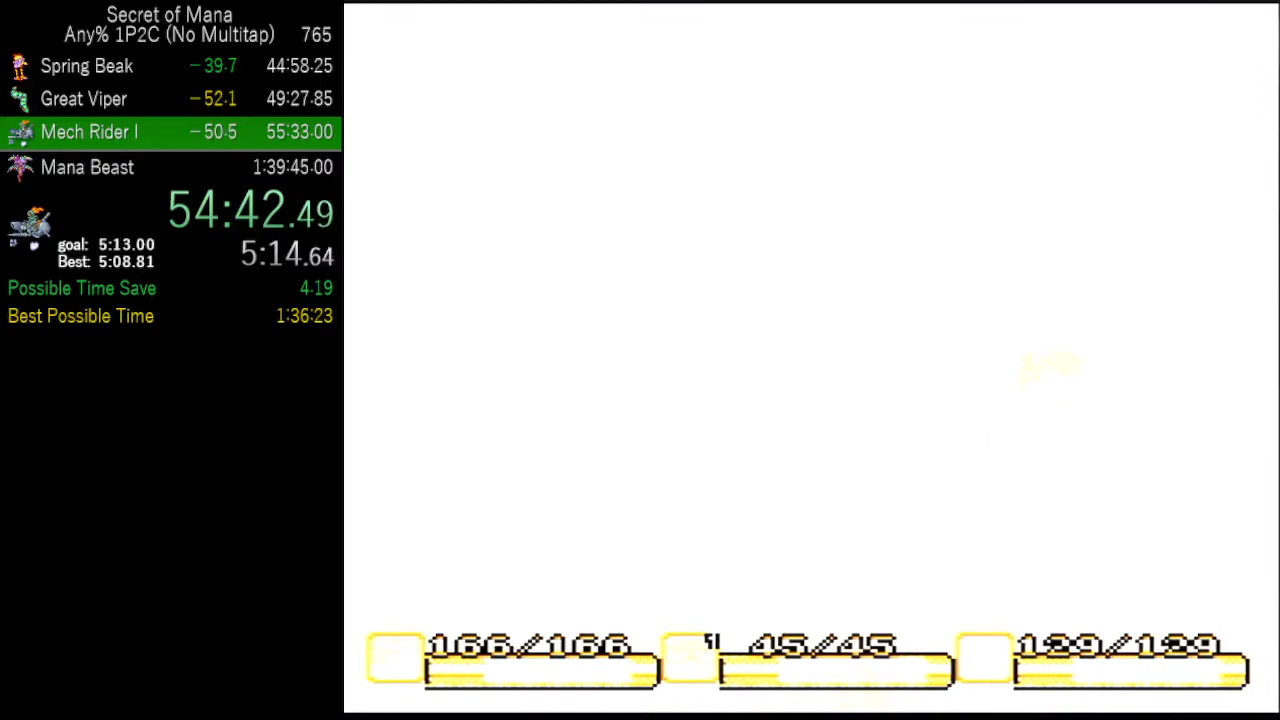 Secret of Mana
Any% 1P2C (No Multitap) 765
Spring Beak -39.7 44:58.25
Great Viper -52.1 49:27.85
Mech Rider I -50.5 55:33.00
Mana Beast 1:39:45.00
54:42.49
goal: 5:13.00
Best: 5:08.81
5:14.64
Possible Time Save 4.19
Best Possible Time 1:36:23
166/166 45/45 129/129